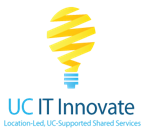 UC IT Innovate
Location-Led, UC-Supported Shared Services